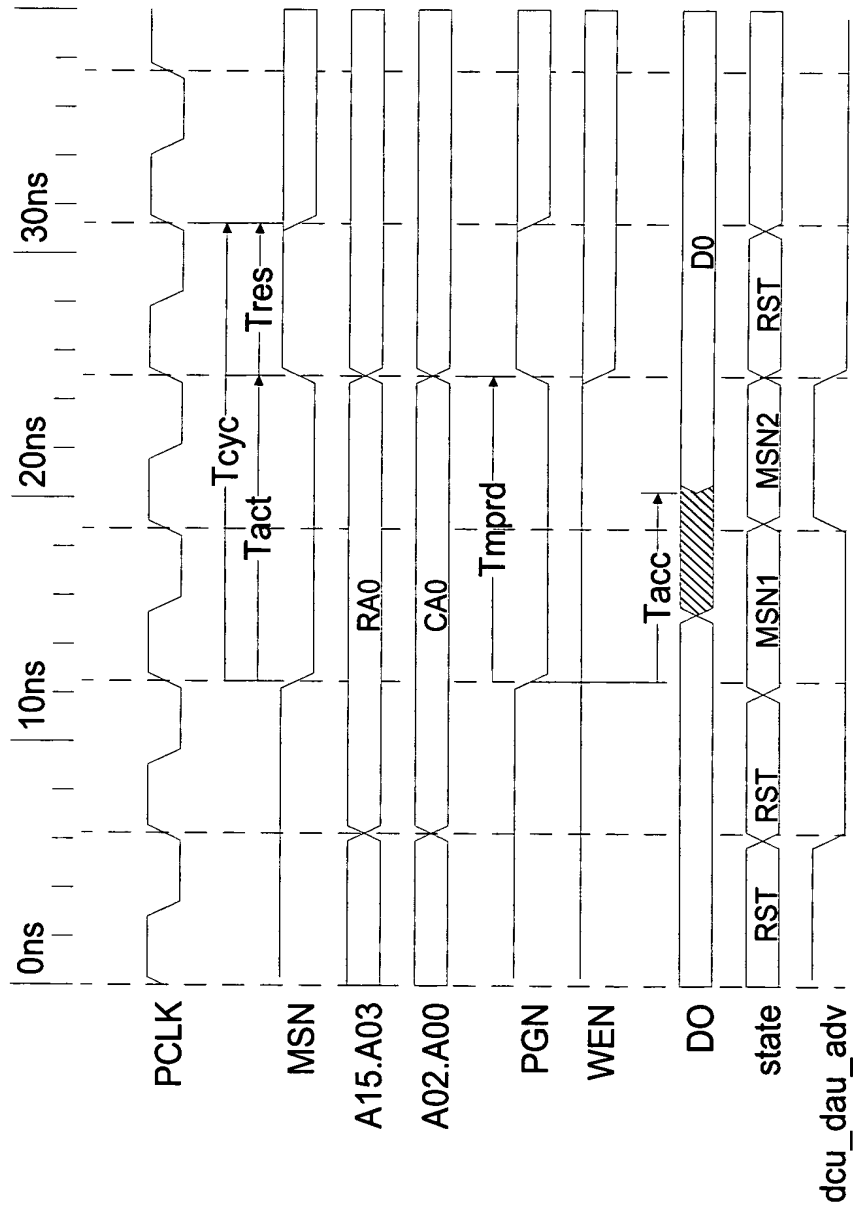 0ns 10ns 20ns 30ns
PCLK
Tcyc
Tact Tres
MSN
A15.A03 RA0
A02.A00 CA0
Tmprd
PGN
WEN
Tacc
DO D0
state RST RST MSN1 MSN2 RST
dcu_dau_adv